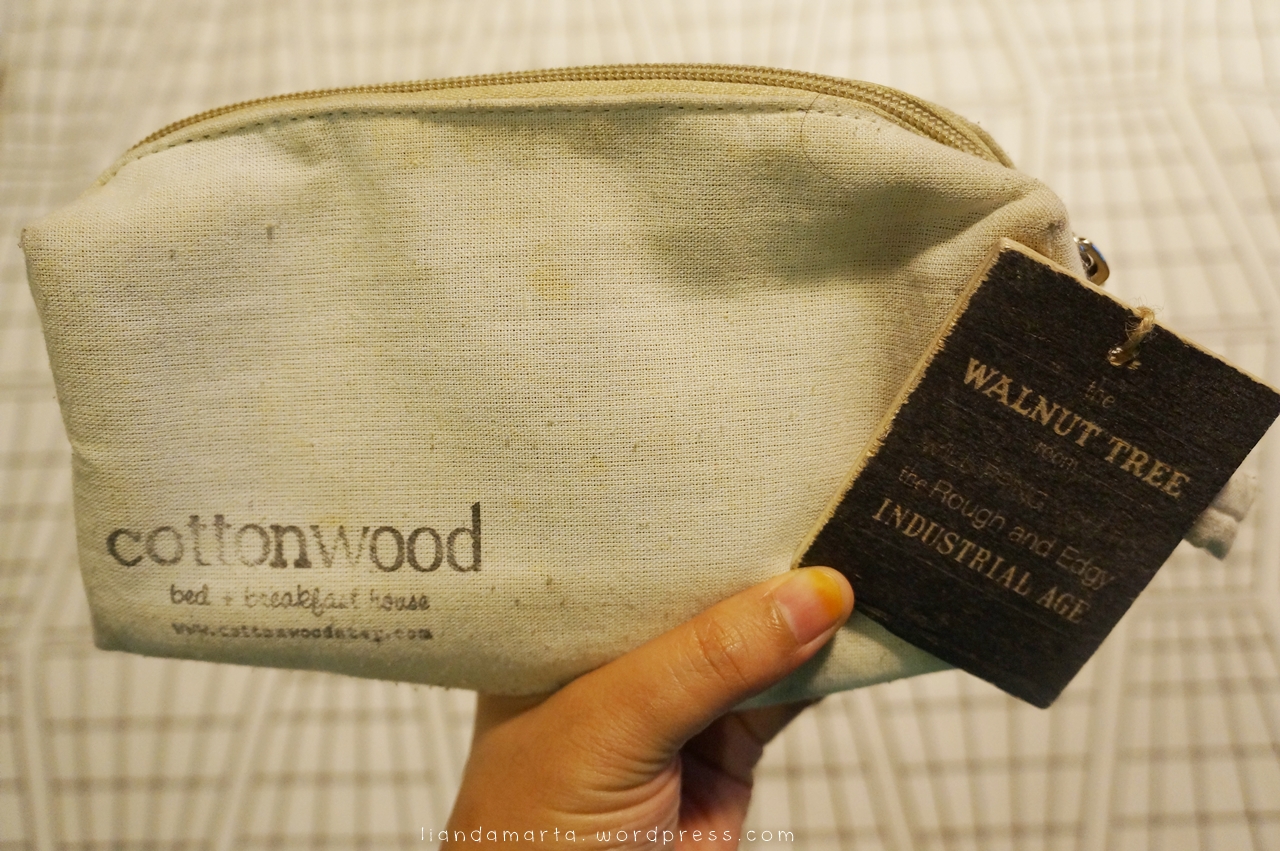 cottonwood
bed + breakfast house
www.cottonwoodstay.com
the
WALNUT TREE
room
the Rough and Edgy
INDUSTRIAL AGE
liandamarta.wordpress.com